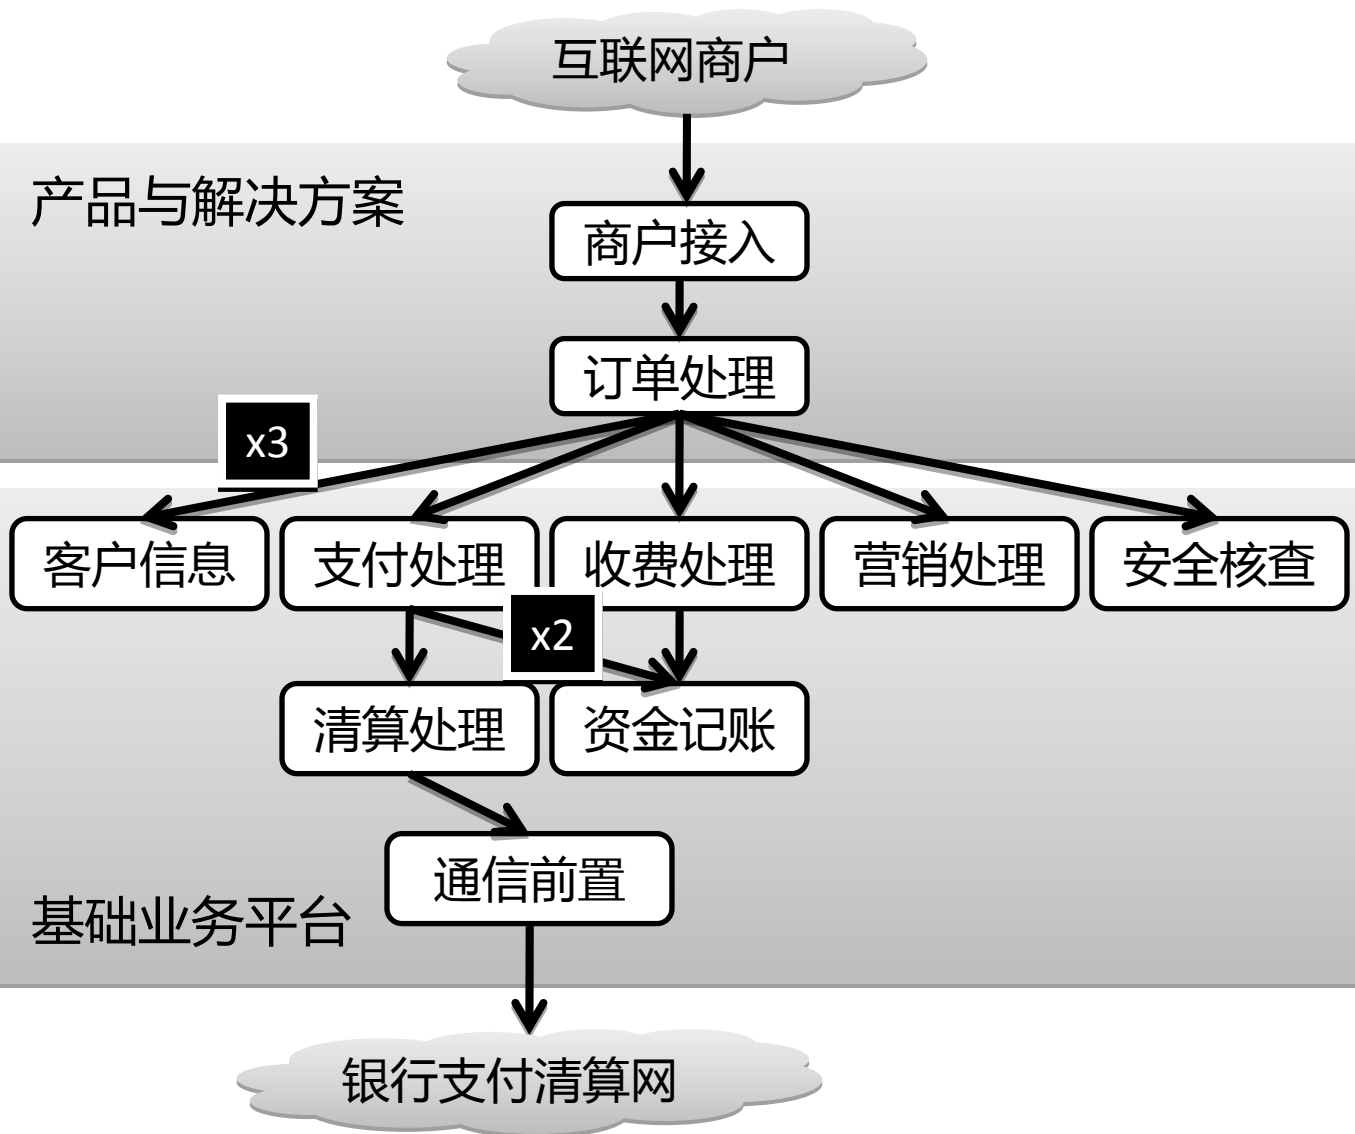 互联网商户
产品与解决方案
商户接入
订单处理
x3
客户信息
支付处理
收费处理
营销处理
安全核查
x2
清算处理
资金记账
通信前置
基础业务平台
银行支付清算网